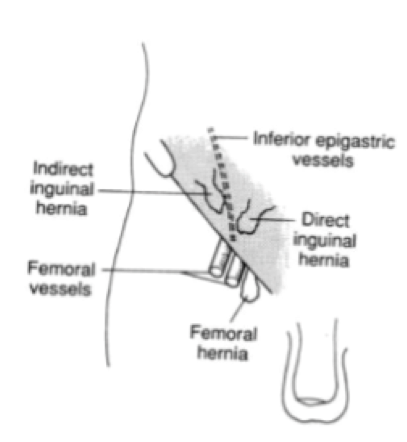 Inferior epigastric
vessels
Indirect
inguinal
hernia
Direct
inguinal
hernia
Femoral
vessels
Femoral
hernia